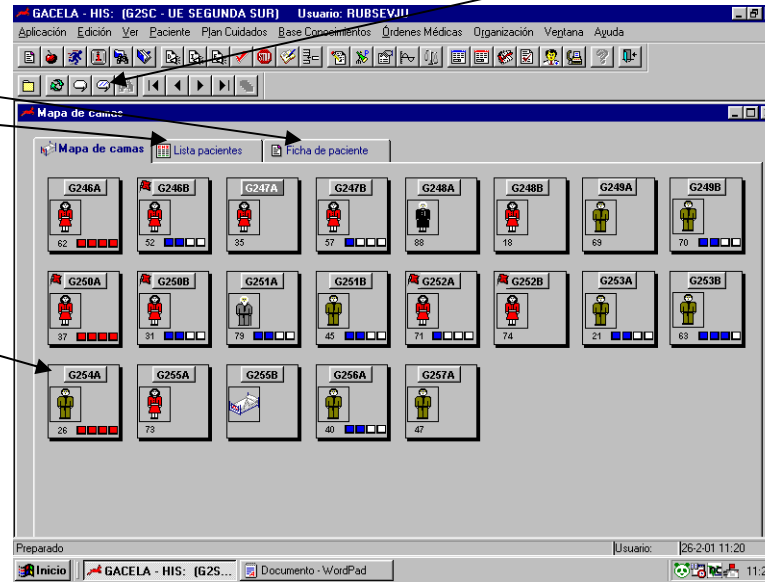 GACELA - HIS: (G2SC - UE SEGUNDA SUR) Usuario: RUBSEVJU
Aplicación Edición Ver Paciente Plan Cuidados Base Conocimientos Órdenes Médicas Organización Ventana Ayuda
Mapa de camas
Mapa de camas Lista pacientes Ficha de paciente
G246A G246B G247A G247B G248A G248B G249A G249B
62 52 35 57 88 18 69 70
G250A G250B G251A G251B G252A G252B G253A G253B
37 31 79 45 71 74 21 63
G254A G255A G255B G256A G257A
26 73 40 47
Preparado Usuario: 26-2-01 11:20
Inicio GACELA - HIS: (G2S... Documento - WordPad